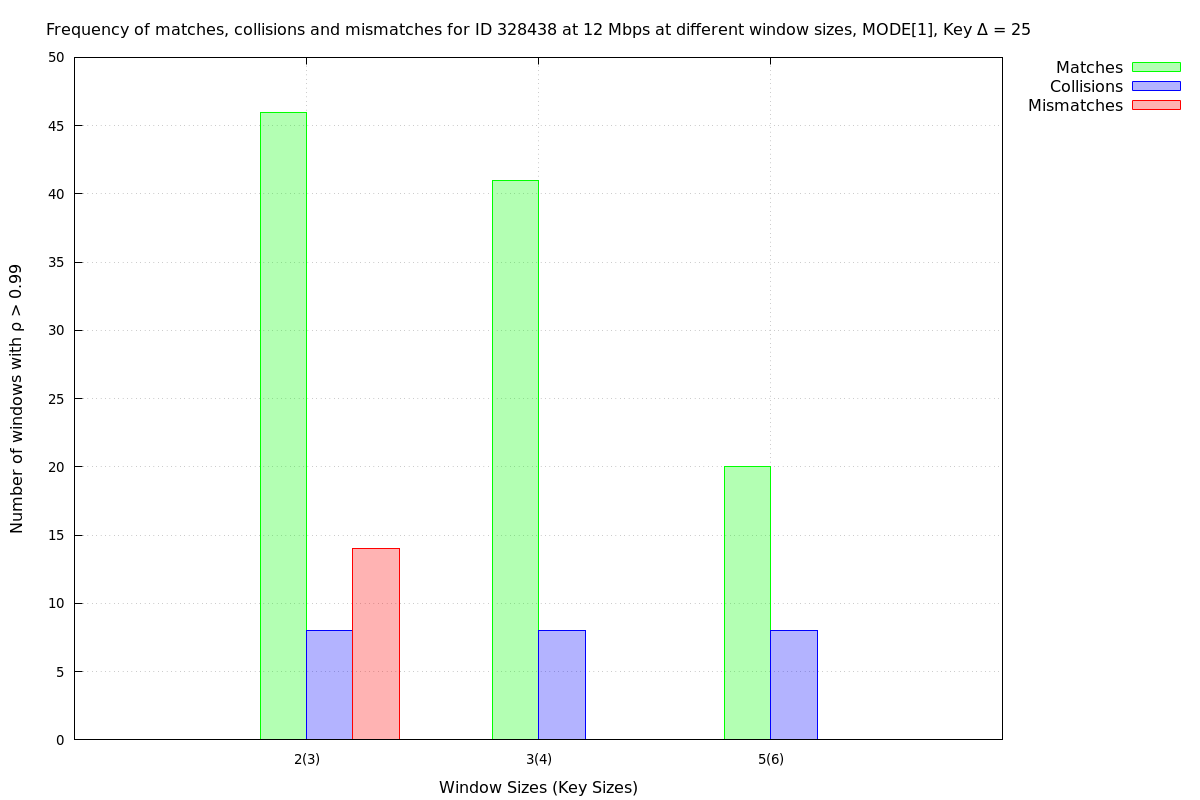 Frequency of matches, collisions and mismatches for ID 328438 at 12 Mbps at different window sizes, MODE[1], Key Δ = 25
Matches
Collisions
Mismatches
Number of windows with ρ > 0.99
50
45
40
35
30
25
20
15
10
5
0
2(3)
3(4)
5(6)
Window Sizes (Key Sizes)